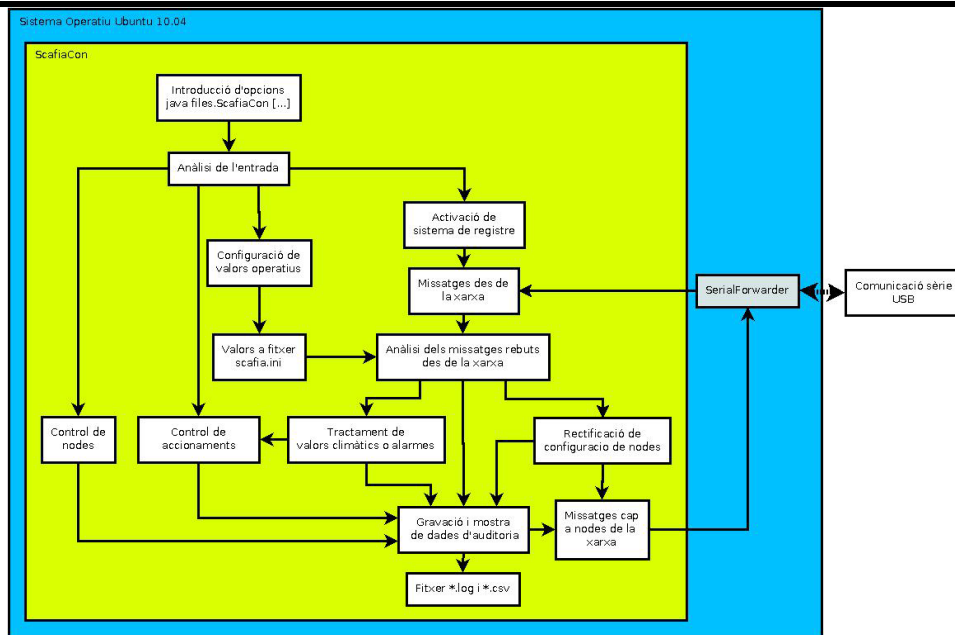 Sistema Operatiu Ubuntu 10.04
ScafiaCon
Introducció d'opcions
java files.ScafiaCon [...]
Anàlisi de l'entrada
Activació de
sistema de registre
Configuració de
valors operatius
Missatges des de
la xarxa
SerialForwarder
Comunicació sèrie
USB
Valors a fitxer
scafia.ini
Anàlisi dels missatges rebuts
des de la xarxa
Control de
nodes
Control de
accionaments
Tractament de
valors climàtics o alarmes
Rectificació de
configuracio de nodes
Gravació i mostra
de dades d'auditoria
Missatges cap
a nodes de la
xarxa
Fitxer *.log i *.csv